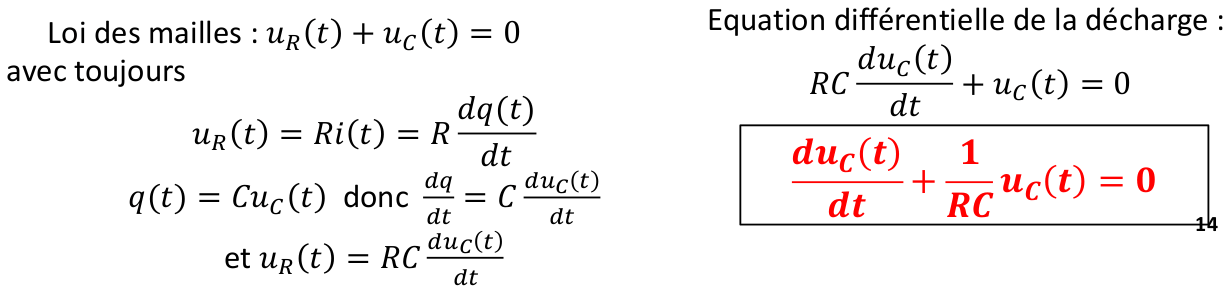 Loi des mailles : u_R(t) + u_C(t) = 0
avec toujours
u_R(t) = Ri(t) = R dq(t)/dt
q(t) = Cu_C(t) donc dq/dt = C du_C(t)/dt
et u_R(t) = RC du_C(t)/dt
Equation différentielle de la décharge :
RC du_C(t)/dt + u_C(t) = 0
du_C(t)/dt + 1/RC u_C(t) = 0
14